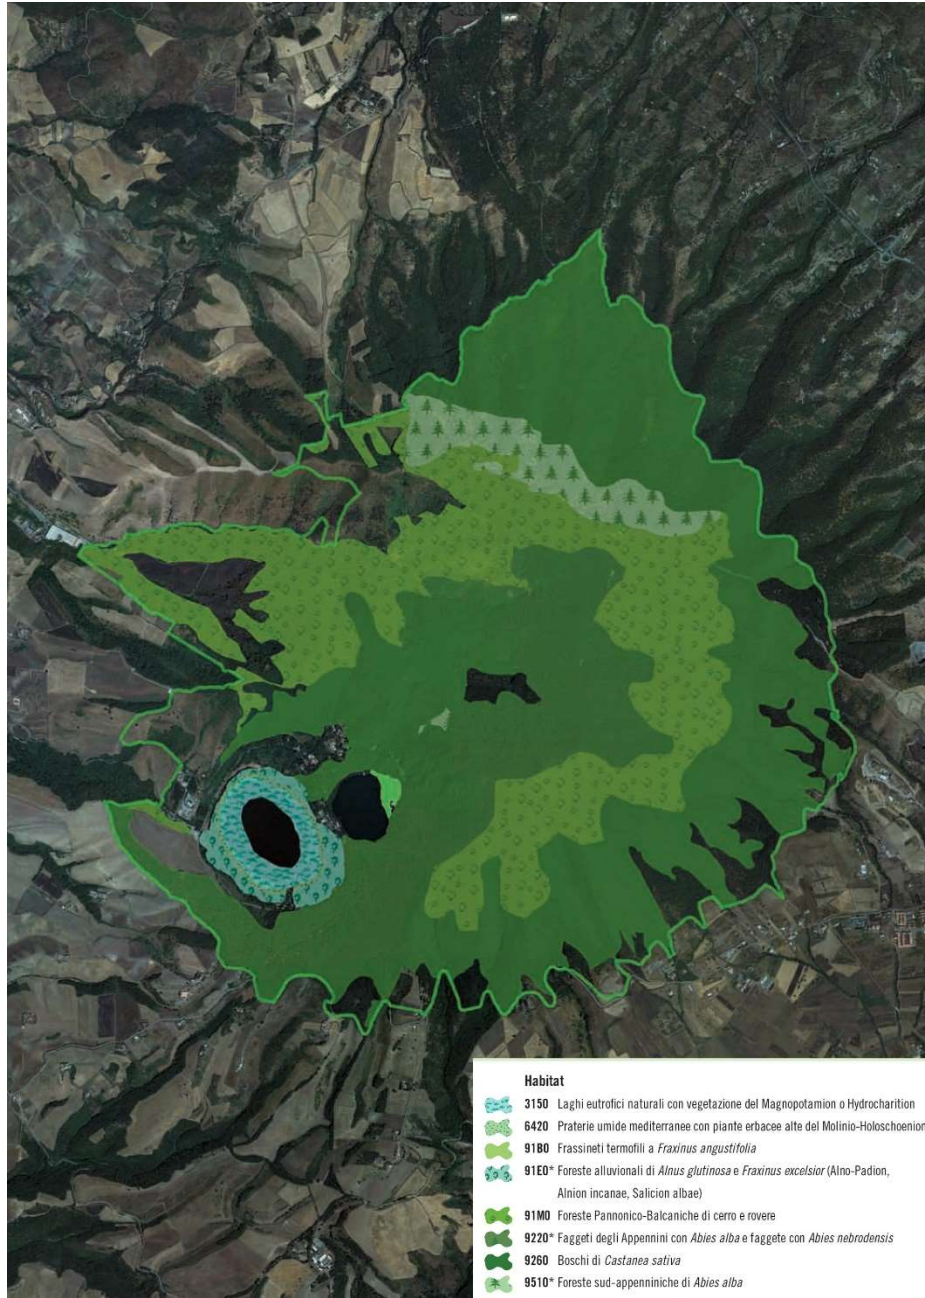 Habitat
3150 Laghi eutrofici naturali con vegetazione del Magnopotamion o Hydrocharition
6420 Praterie umide mediterranee con piante erbacee alte del Molinio-Holoschoenion
91B0 Frassineti termofili a Fraxinus angustifolia
91E0* Foreste alluvionali di Alnus glutinosa e Fraxinus excelsior (Alno-Padion,
Alnion incanae, Salicion albae)
91M0 Foreste Pannonico-Balcaniche di cerro e rovere
9220* Faggeti degli Appennini con Abies alba e faggete con Abies nebrodensis
9260 Boschi di Castanea sativa
9510* Foreste sud-appenniniche di Abies alba